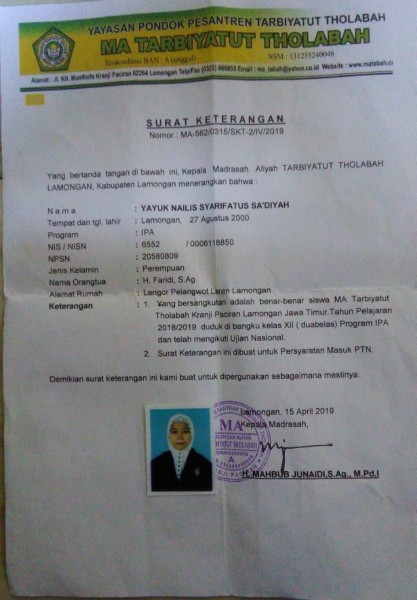 YAYASAN PONDOK PESANTREN TARBIYATUT THOLABAH
MA TARBIYATUT THOLABAH
Terakreditasi BAN : A (unggul) NSM : 131235240048
Alamat : Jl. KH. Musthofa Kranji Paciran 62264 Lamongan Telp/Fax (0322) 666855 Email : ma_tabah@yahoo.co.id Website : www.matabah.
SURAT KETERANGAN
Nomor : MA-562/0315/SKT-2/IV/2019
Yang bertanda tangan di bawah ini, Kepala Madrasah Aliyah TARBIYATUT THOLABAH
LAMONGAN, Kabupaten Lamongan menerangkan bahwa :
N a m a : YAYUK NAILIS SYARIFATUS SA'DIYAH
Tempat dan tgl. lahir : Lamongan, 27 Agustus 2000
Program : IPA
NIS / NISN : 6552 / 0006118850
NPSN : 20580809
Jenis Kelamin : Perempuan
Nama Orangtua : H. Faridi, S.Ag.
Alamat Rumah : Lengor Pelangwot Laren Lamongan
Keterangan : 1. Yang bersangkutan adalah benar-benar siswa MA Tarbiyatut
Tholabah Kranji Paciran Lamongan Jawa Timur.Tahun Pelajaran
2018/2019 duduk di bangku kelas XII ( duabelas) Program IPA
dan telah mengikuti Ujian Nasional.
2. Surat Keterangan ini dibuat untuk Persyaratan Masuk PTN.
Demikian surat keterangan ini kami buat untuk dipergunakan sebagaimana mestinya.
Lamongan, 15 April 2019
Kepala Madrasah,
MA
TARBIYATUT THOLABAH
A
H. MAHBUB JUNAIDI,S.Ag., M.Pd.I